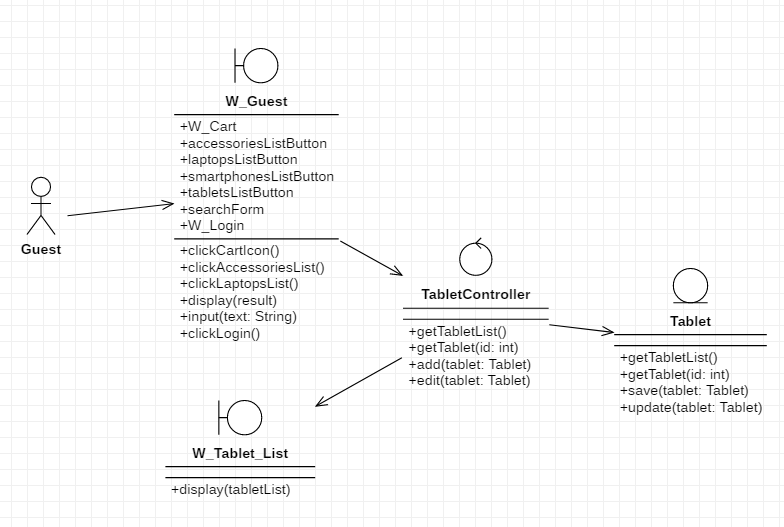 W_Guest
+W_Cart
+accessoriesListButton
+laptopsListButton
+smartphonesListButton
+tabletsListButton
+searchForm
+W_Login
+clickCartIcon()
+clickAccessoriesList()
+clickLaptopsList()
+display(result)
+input(text: String)
+clickLogin()
Guest
TabletController
+getTabletList()
+getTablet(id: int)
+add(tablet: Tablet)
+edit(tablet: Tablet)
Tablet
+getTabletList()
+getTablet(id: int)
+save(tablet: Tablet)
+update(tablet: Tablet)
W_Tablet_List
+display(tabletList)